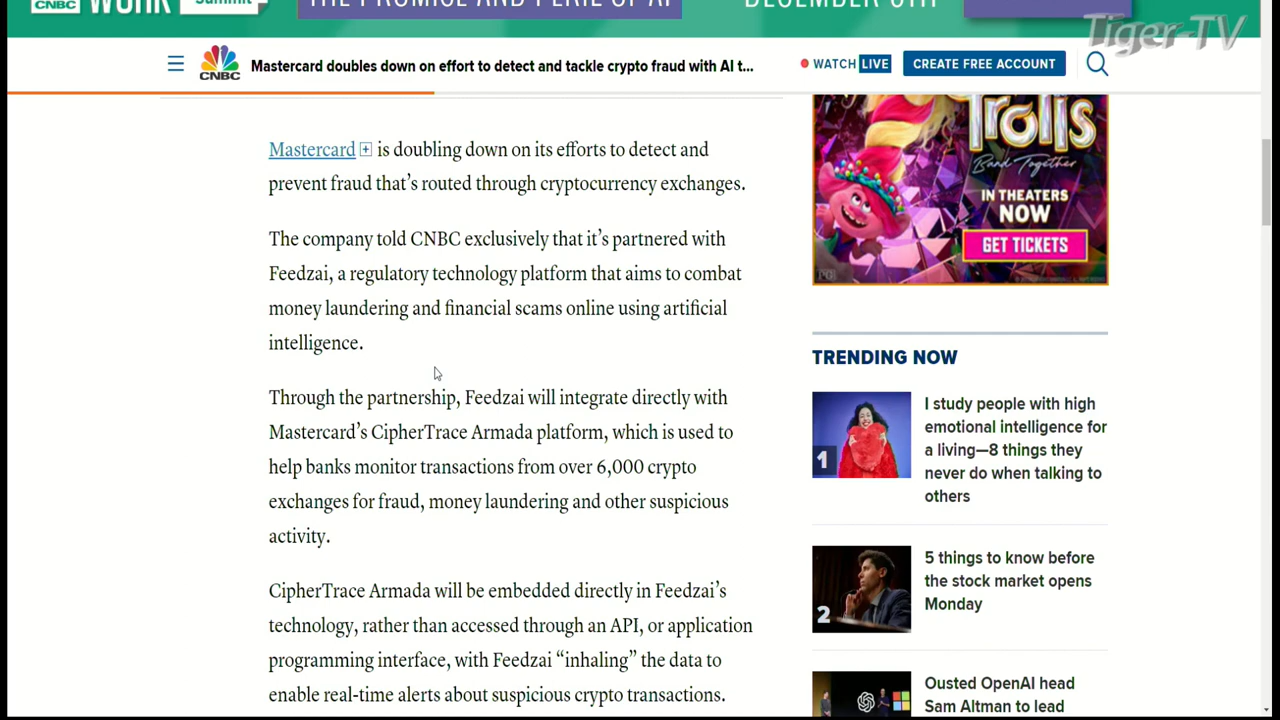 CNBC
WORK
Summit
THE PROMISE AND PERIL OF AI
DECEMBER 6TH
Tiger-TV
CNBC
Mastercard doubles down on effort to detect and tackle crypto fraud with AI t...
WATCH LIVE
CREATE FREE ACCOUNT
Mastercard + is doubling down on its efforts to detect and
prevent fraud that’s routed through cryptocurrency exchanges.
The company told CNBC exclusively that it’s partnered with
Feedzai, a regulatory technology platform that aims to combat
money laundering and financial scams online using artificial
intelligence.
Through the partnership, Feedzai will integrate directly with
Mastercard’s CipherTrace Armada platform, which is used to
help banks monitor transactions from over 6,000 crypto
exchanges for fraud, money laundering and other suspicious
activity.
CipherTrace Armada will be embedded directly in Feedzai’s
technology, rather than accessed through an API, or application
programming interface, with Feedzai “inhaling” the data to
enable real-time alerts about suspicious crypto transactions.
Trolls
Band Together
IN THEATERS
NOW
GET TICKETS
PG
TRENDING NOW
1
I study people with high
emotional intelligence for
a living—8 things they
never do when talking to
others
2
5 things to know before
the stock market opens
Monday
Ousted OpenAI head
Sam Altman to lead